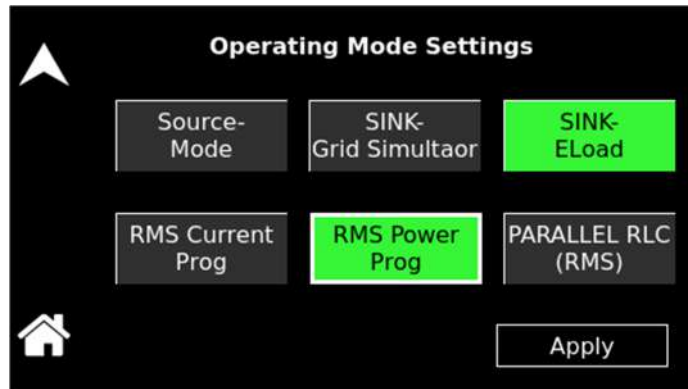 Operating Mode Settings
Source-
Mode
SINK-
Grid Simultaor
SINK-
ELoad
RMS Current
Prog
RMS Power
Prog
PARALLEL RLC
(RMS)
Apply